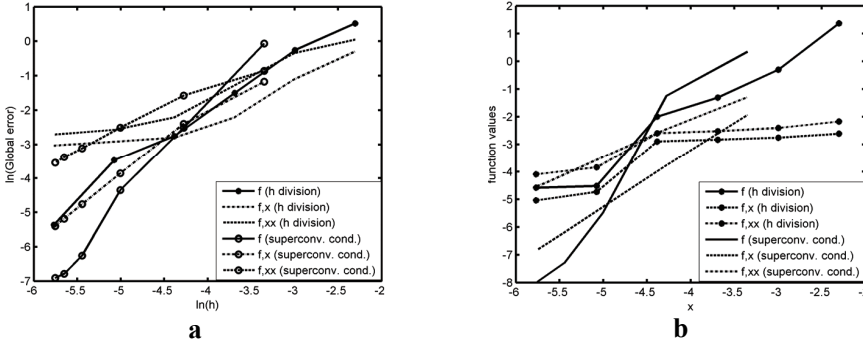 1
0
-1
-2
-3
-4
-5
-6
-7
ln(Global error)
f (h division)
f,x (h division)
f,xx (h division)
f (superconv. cond.)
f,x (superconv. cond.)
f,xx (superconv. cond.)
-6 -5.5 -5 -4.5 -4 -3.5 -3 -2.5 -2
ln(h)
a
2
1
0
-1
-2
-3
-4
-5
-6
-7
-8
function values
f (h division)
f,x (h division)
f,xx (h division)
f (superconv. cond.)
f,x (superconv. cond.)
f,xx (superconv. cond.)
-6 -5.5 -5 -4.5 -4 -3.5 -3 -2.5
x
b